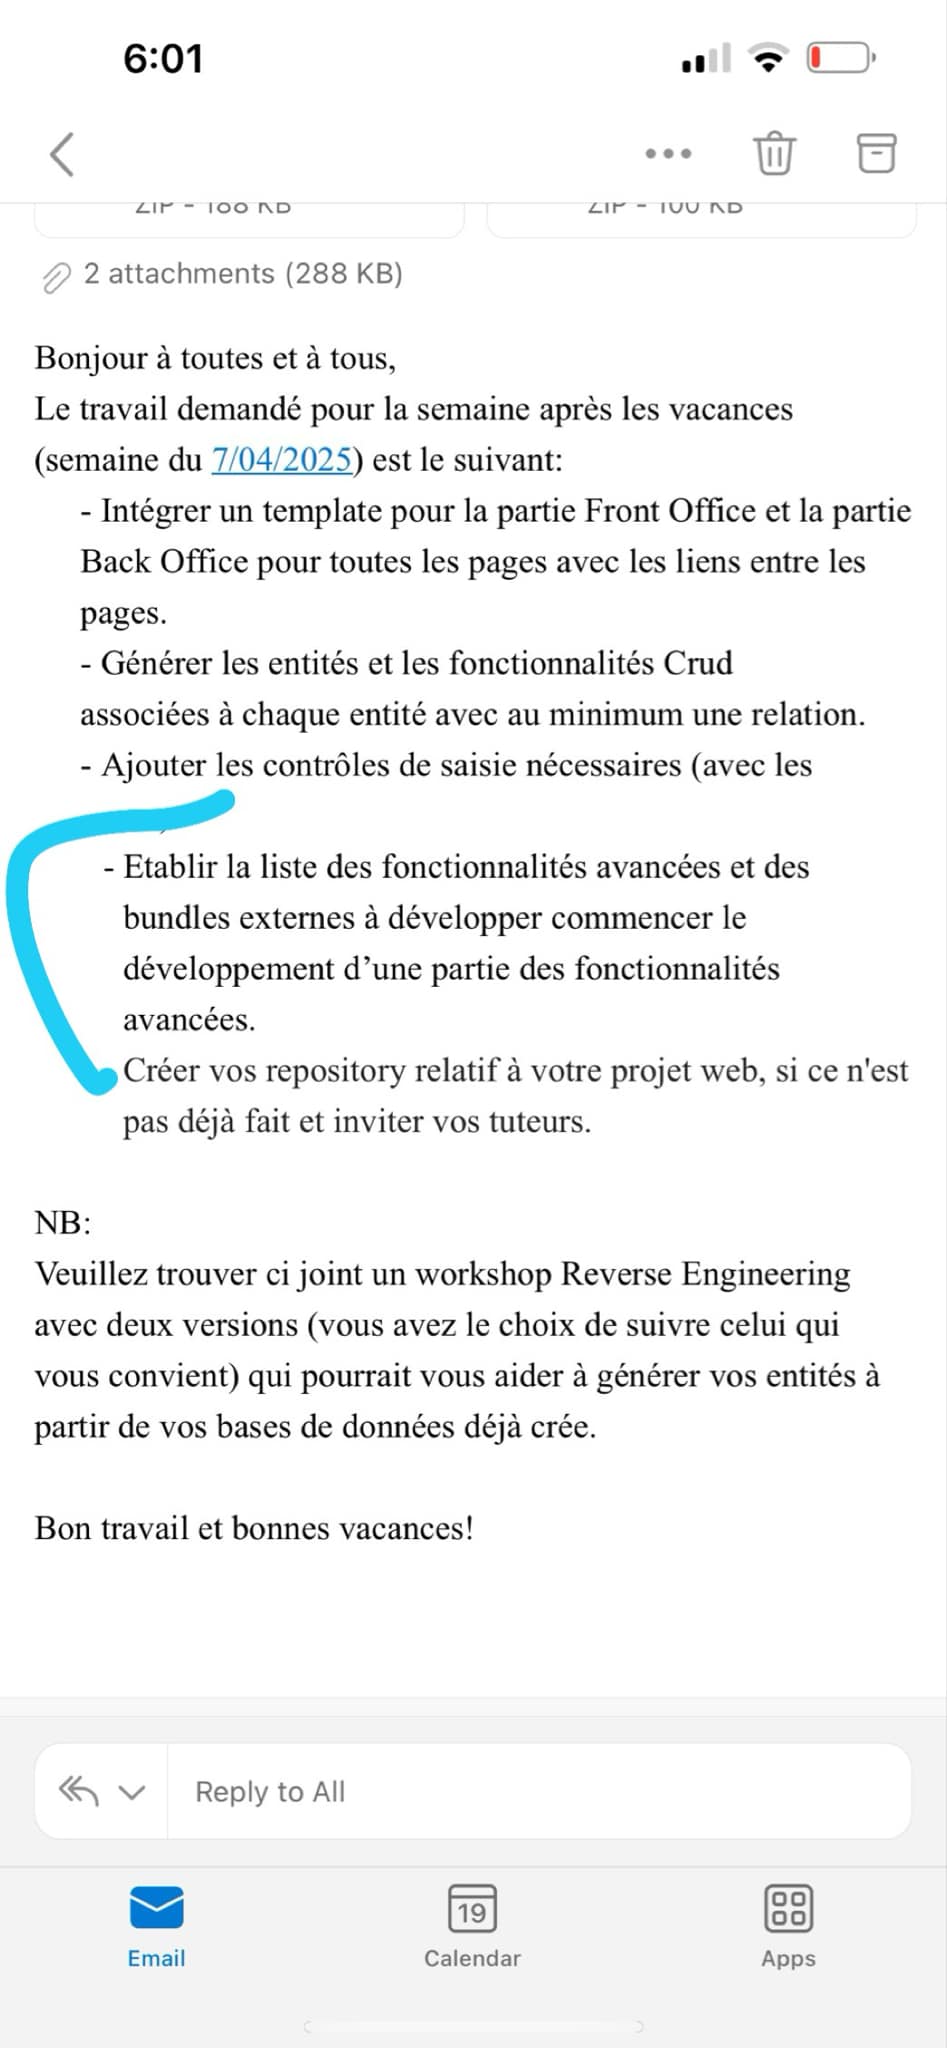 6:01
ZIP - 188 KB
ZIP - 100 KB
2 attachments (288 KB)
Bonjour à toutes et à tous,
Le travail demandé pour la semaine après les vacances
(semaine du 7/04/2025) est le suivant:
- Intégrer un template pour la partie Front Office et la partie
Back Office pour toutes les pages avec les liens entre les
pages.
- Générer les entités et les fonctionnalités Crud
associées à chaque entité avec au minimum une relation.
- Ajouter les contrôles de saisie nécessaires (avec les
- Etablir la liste des fonctionnalités avancées et des
bundles externes à développer commencer le
développement d’une partie des fonctionnalités
avancées.
Créer vos repository relatif à votre projet web, si ce n'est
pas déjà fait et inviter vos tuteurs.
NB:
Veuillez trouver ci joint un workshop Reverse Engineering
avec deux versions (vous avez le choix de suivre celui qui
vous convient) qui pourrait vous aider à générer vos entités à
partir de vos bases de données déjà crée.
Bon travail et bonnes vacances!
Reply to All
19
Email
Calendar
Apps